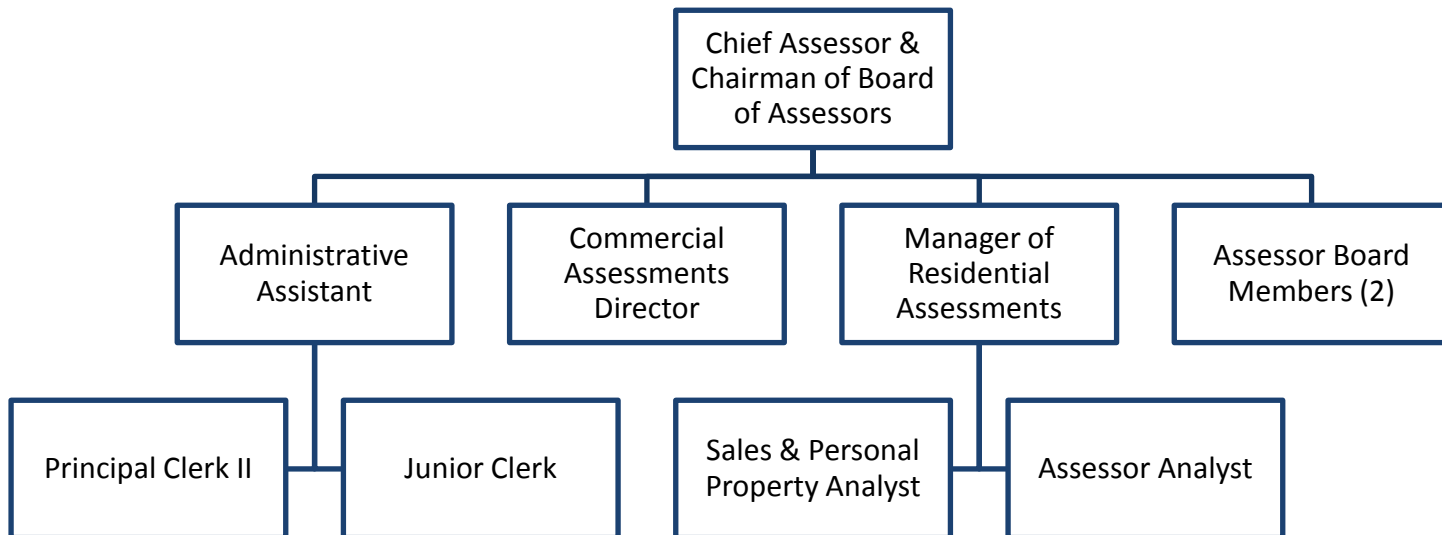 Chief Assessor &
Chairman of Board
of Assessors
Administrative
Assistant
Commercial
Assessments
Director
Manager of
Residential
Assessments
Assessor Board
Members (2)
Principal Clerk II
Junior Clerk
Sales & Personal
Property Analyst
Assessor Analyst